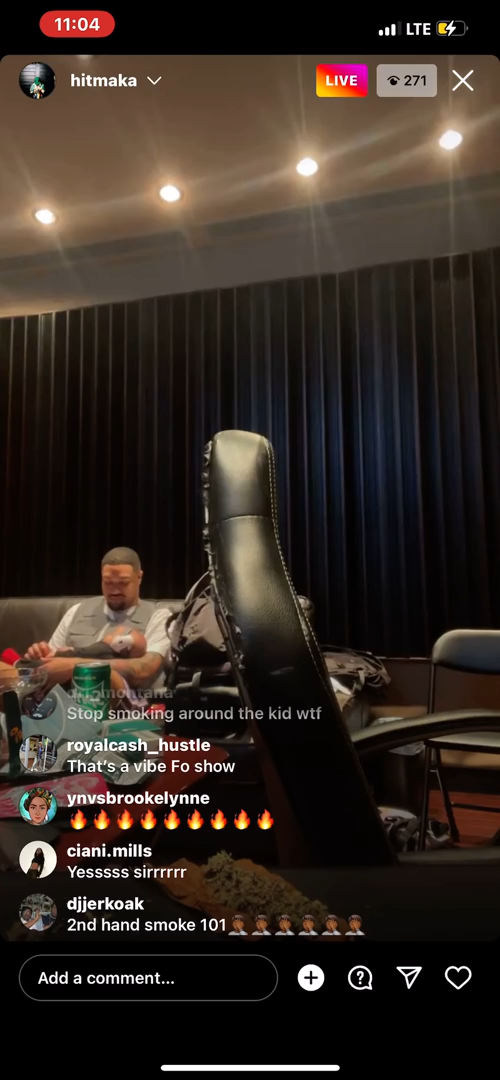 11:04
LTE
hitmaka
LIVE
271
Stop smoking around the kid wtf
royalcash_hustle
That's a vibe Fo show
ynvsbrookelynne
🔥🔥🔥🔥🔥🔥🔥🔥🔥
ciani.mills
Yesssss sirrrrrr
djjerkoak
2nd hand smoke 101🤦🏾‍♂️🤦🏾‍♂️🤦🏾‍♂️🤦🏾‍♂️🤦🏾‍♂️🤦🏾‍♂️
Add a comment...